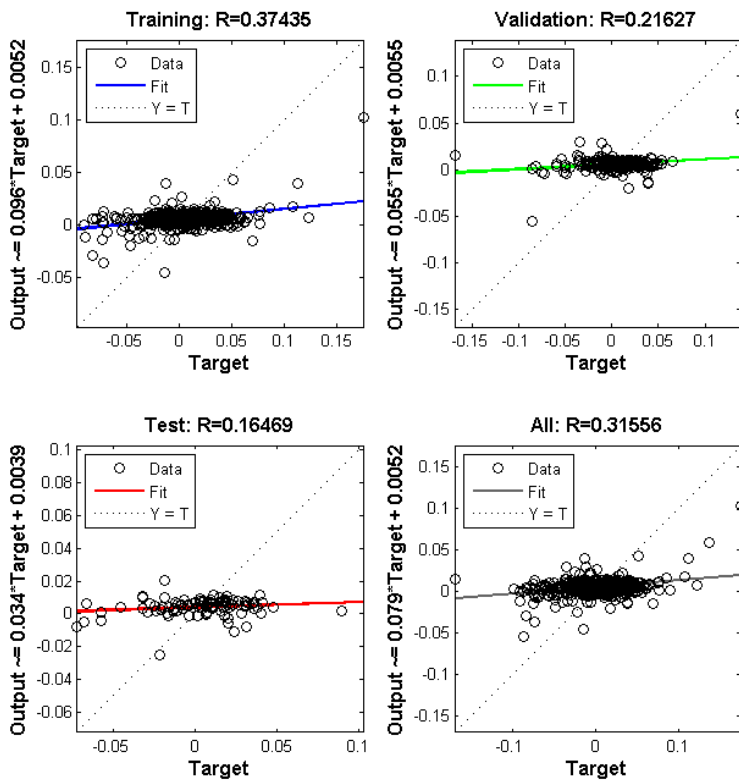 Training: R=0.37435
Output ~= 0.096*Target + 0.0052
Data
Fit
Y = T
0.15
0.1
0.05
0
-0.05
-0.05
0
0.05
0.1
0.15
Target
Validation: R=0.21627
Output ~= 0.055*Target + 0.0055
Data
Fit
Y = T
0.1
0.05
0
-0.05
-0.1
-0.15
-0.15
-0.1
-0.05
0
0.05
0.1
Target
Test: R=0.16469
Output ~= 0.034*Target + 0.0039
Data
Fit
Y = T
0.1
0.08
0.06
0.04
0.02
0
-0.02
-0.04
-0.06
-0.05
0
0.05
0.1
Target
All: R=0.31556
Output ~= 0.079*Target + 0.0052
Data
Fit
Y = T
0.15
0.1
0.05
0
-0.05
-0.1
-0.15
-0.1
0
0.1
Target